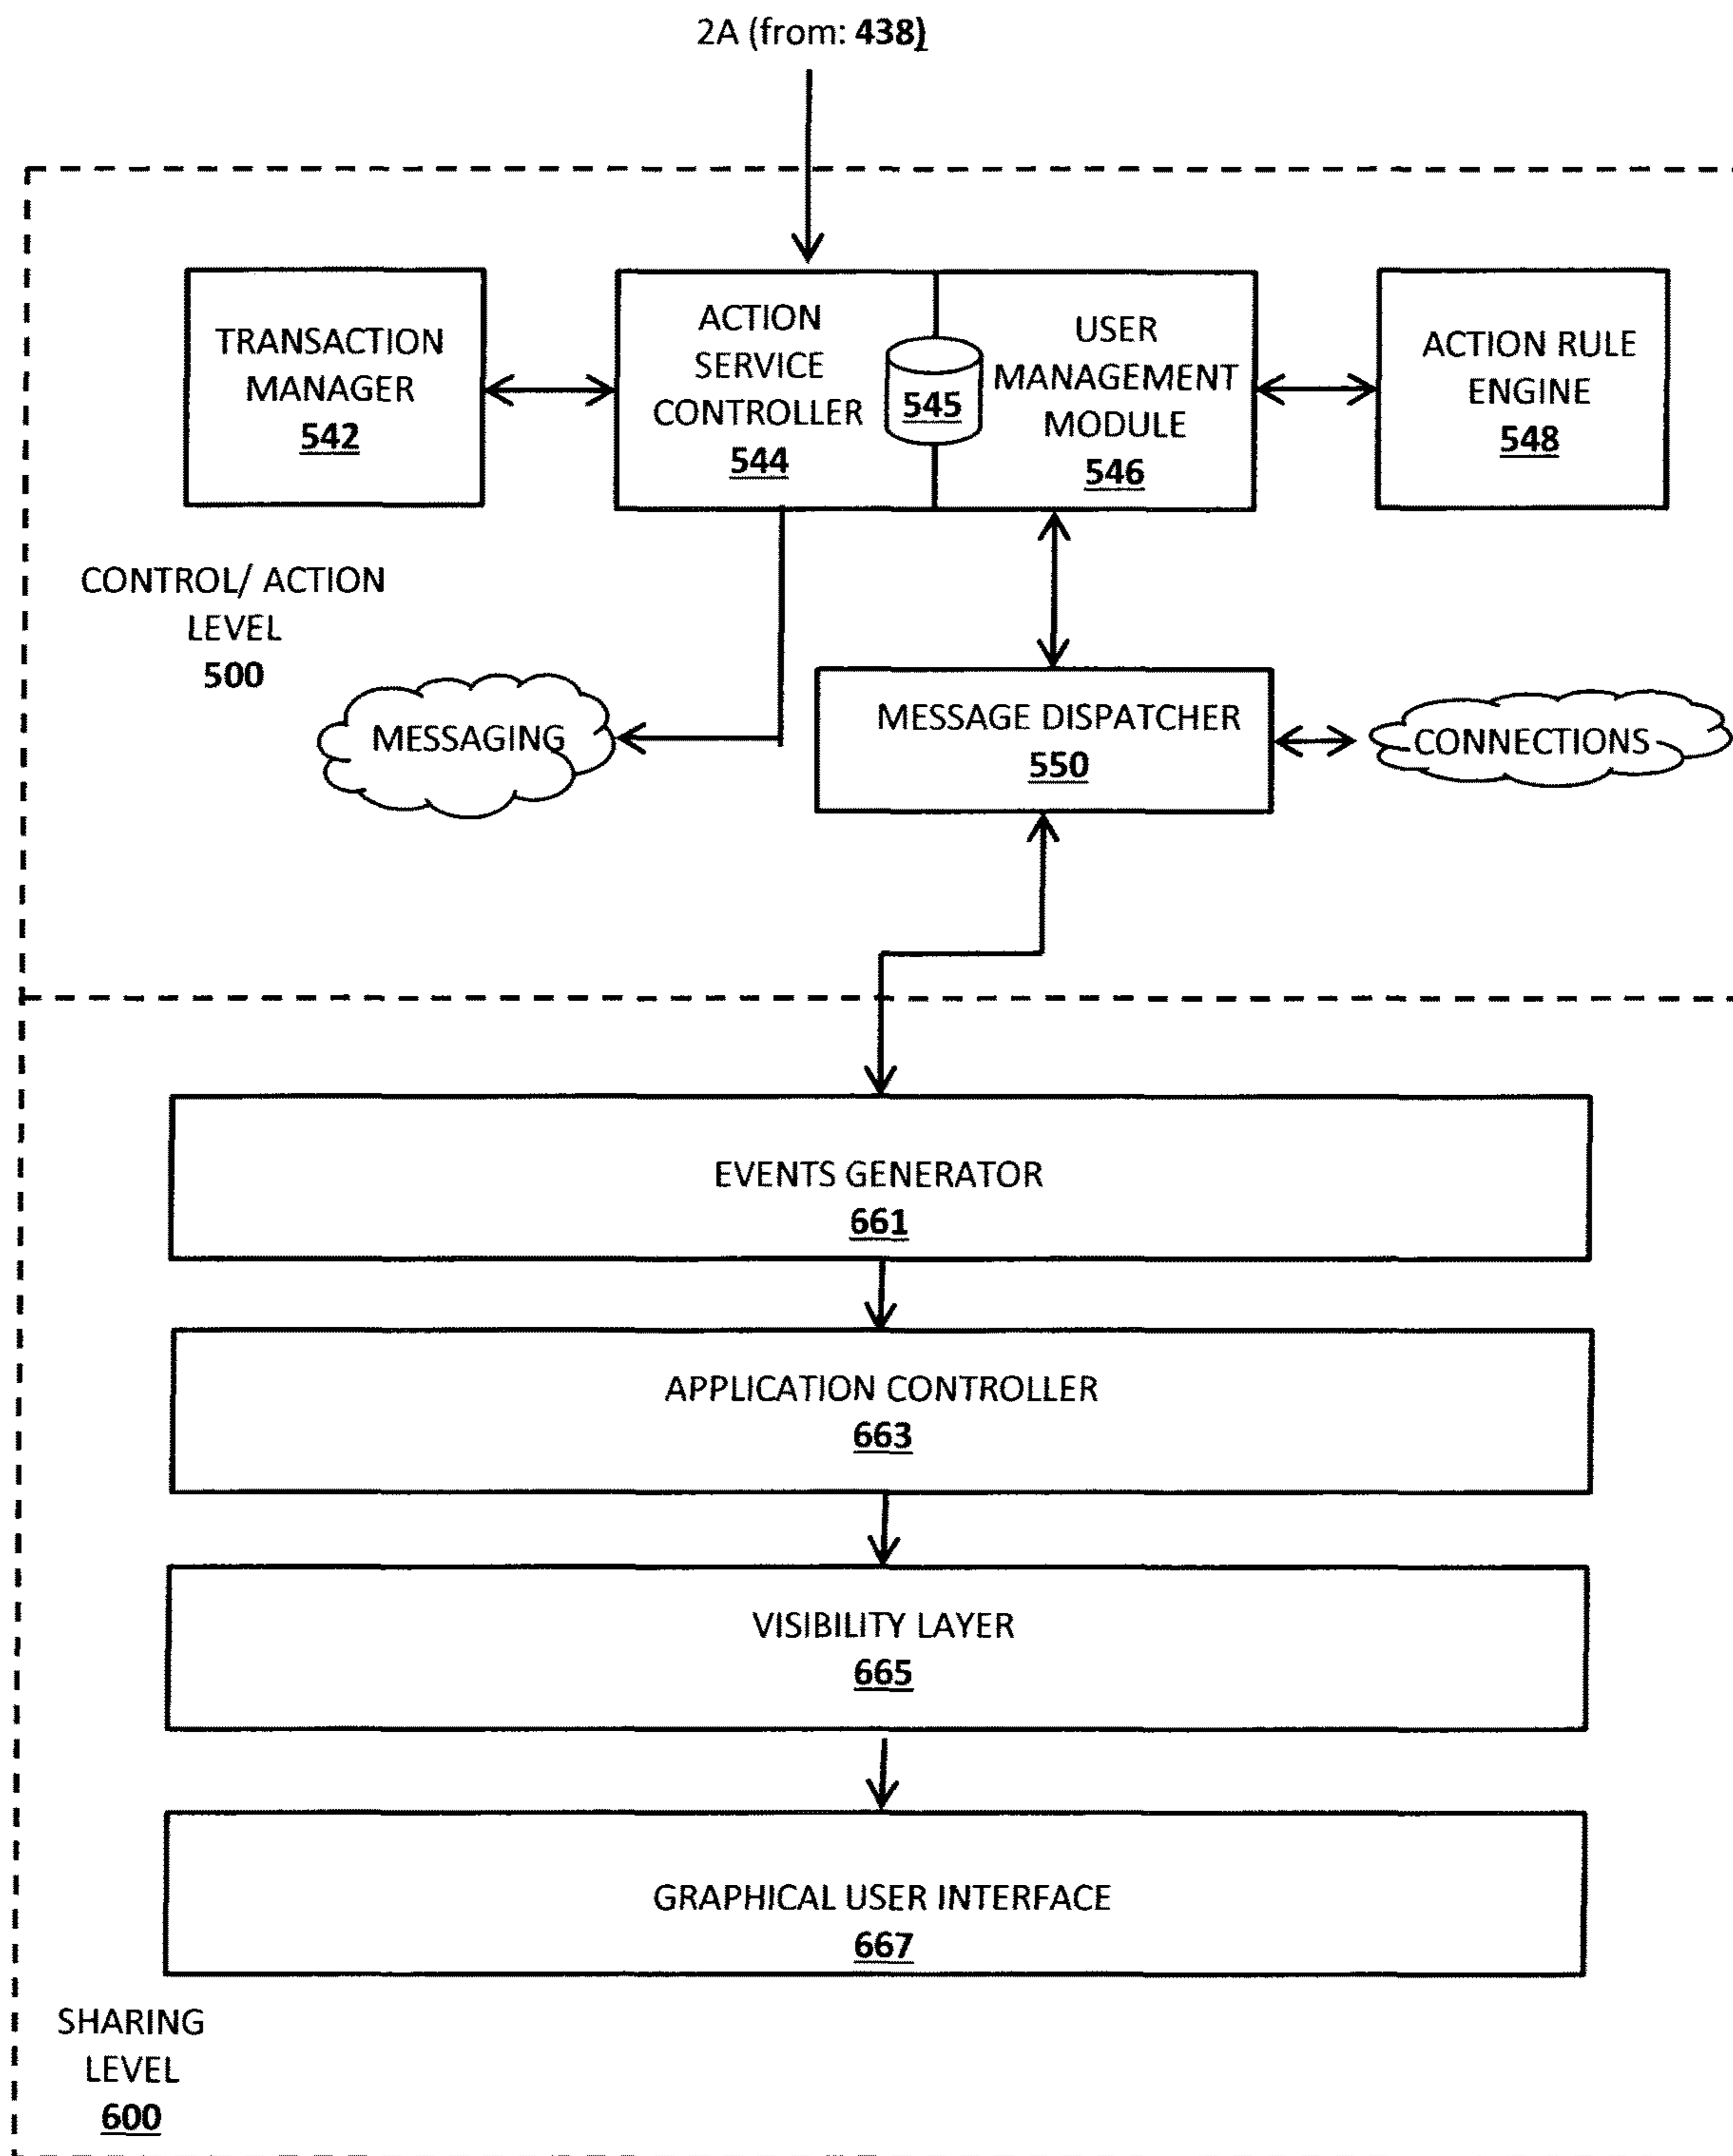 2A (from: 438)
TRANSACTION
MANAGER
542
ACTION
SERVICE
CONTROLLER
544
545
USER
MANAGEMENT
MODULE
546
ACTION RULE
ENGINE
548
CONTROL/ ACTION
LEVEL
500
MESSAGING
MESSAGE DISPATCHER
550
CONNECTIONS
EVENTS GENERATOR
661
APPLICATION CONTROLLER
663
VISIBILITY LAYER
665
GRAPHICAL USER INTERFACE
667
SHARING
LEVEL
600